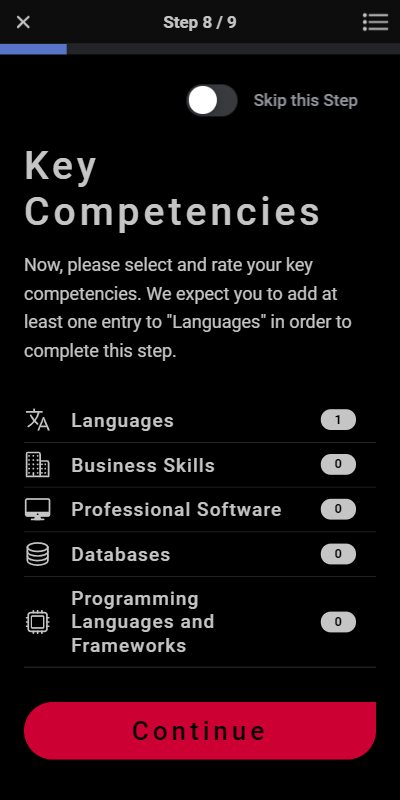 Step 8 / 9
Skip this Step
Key
Competencies
Now, please select and rate your key
competencies. We expect you to add at
least one entry to "Languages" in order to
complete this step.
Languages 1
Business Skills 0
Professional Software 0
Databases 0
Programming
Languages and
Frameworks 0
Continue